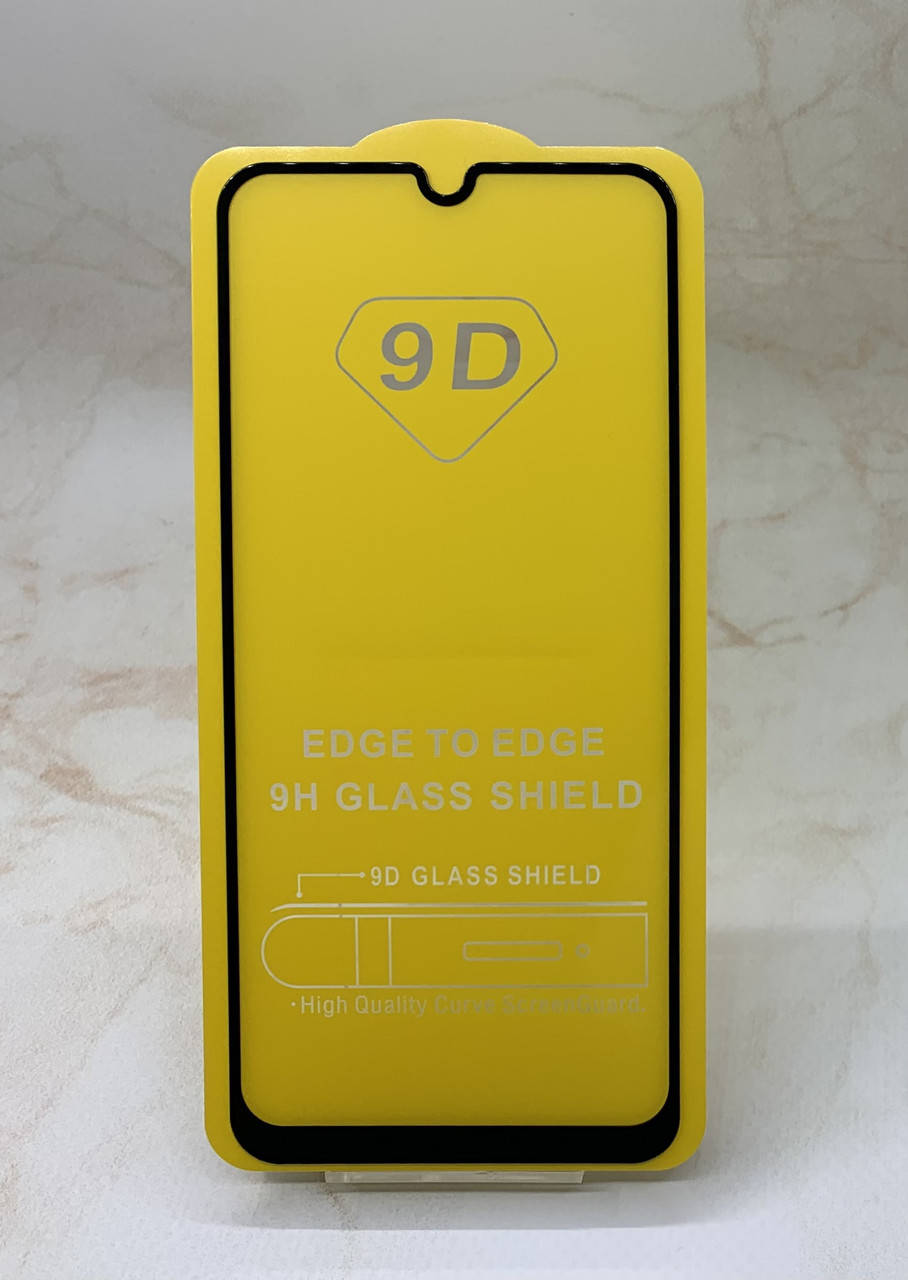 9D
EDGE TO EDGE
9H GLASS SHIELD
9D GLASS SHIELD
•High Quality Curve ScreenGuard.